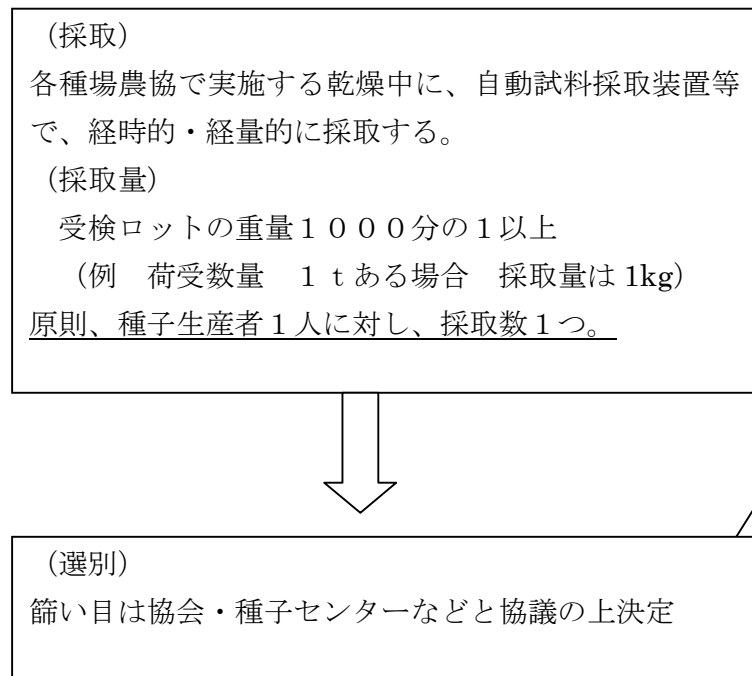 （採取）
各種場農協で実施する乾燥中に、自動試料採取装置等
で、経時的・経量的に採取する。
（採取量）
受検ロットの重量１０００分の１以上
（例　荷受数量　１ｔある場合　採取量は 1kg）
原則、種子生産者１人に対し、採取数１つ。
（選別）
篩い目は協会・種子センターなどと協議の上決定